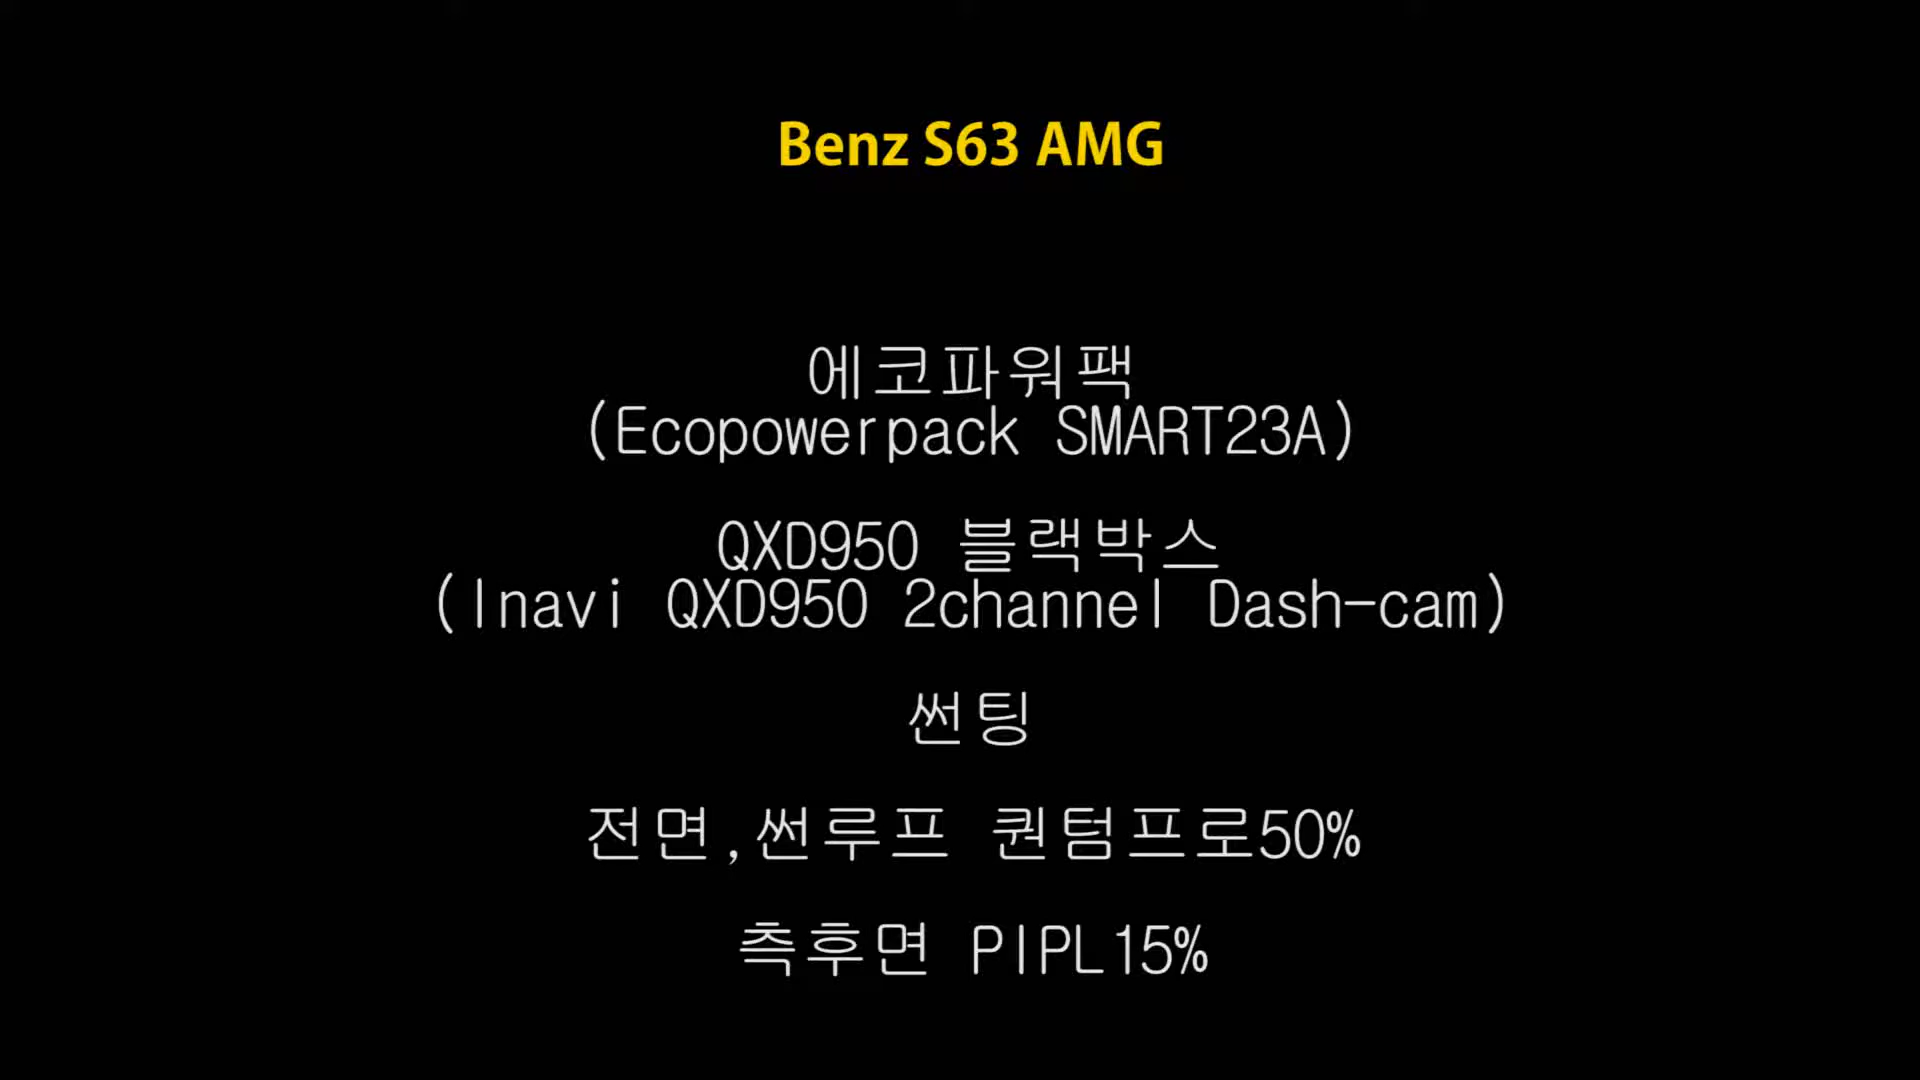 Benz S63 AMG
에코파워팩
(Ecopowerpack SMART23A)
QXD950 블랙박스
(Inavi QXD950 2channel Dash-cam)
썬팅
전면,썬루프 퀀텀프로50%
측후면 PIPL15%